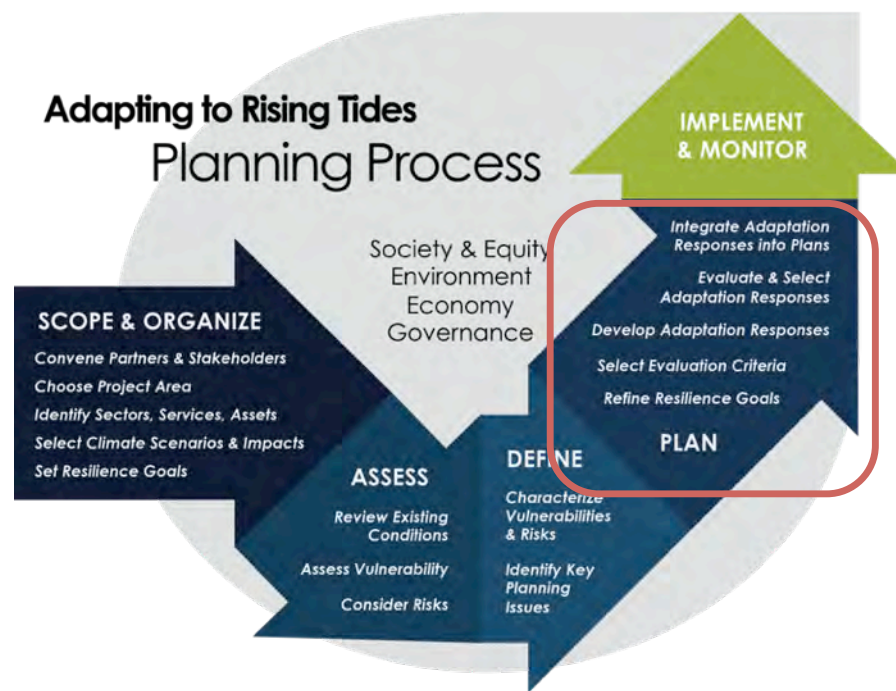 Adapting to Rising Tides
Planning Process
Society & Equity
Environment
Economy
Governance
SCOPE & ORGANIZE
Convene Partners & Stakeholders
Choose Project Area
Identify Sectors, Services, Assets
Select Climate Scenarios & Impacts
Set Resilience Goals
ASSESS
Review Existing
Conditions
Assess Vulnerability
Consider Risks
DEFINE
Characterize
Vulnerabilities
& Risks
Identify Key
Planning
Issues
IMPLEMENT
& MONITOR
Integrate Adaptation
Responses into Plans
Evaluate & Select
Adaptation Responses
Develop Adaptation Responses
Select Evaluation Criteria
Refine Resilience Goals
PLAN